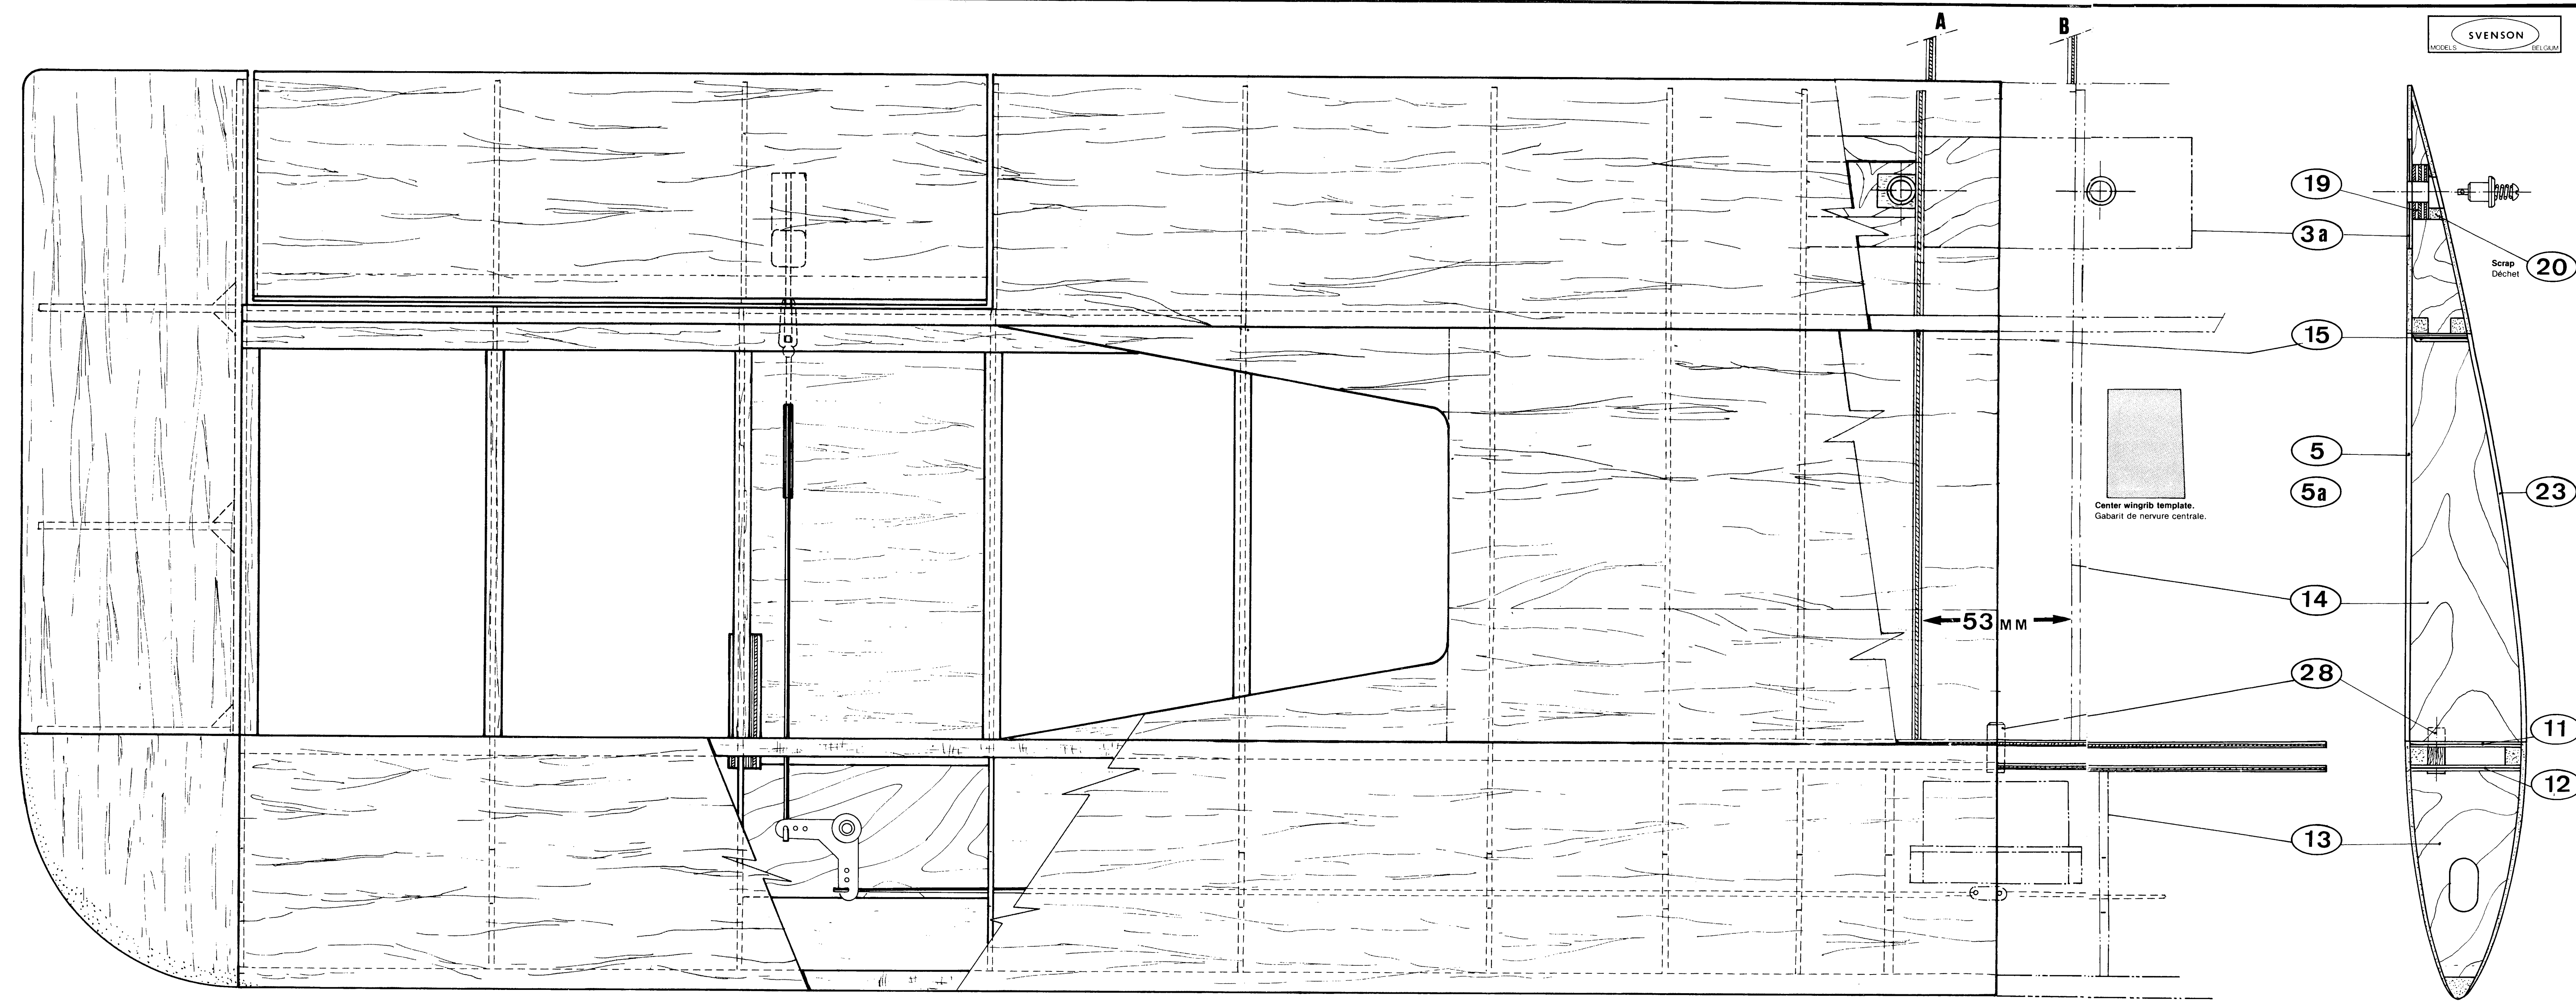 A
B
SVENSON
MODELS
BELGIUM
19
3a
Scrap
Déchet
20
15
5
5a
23
Center wingrib template.
Gabarit de nervure centrale.
14
53 MM
28
11
12
13